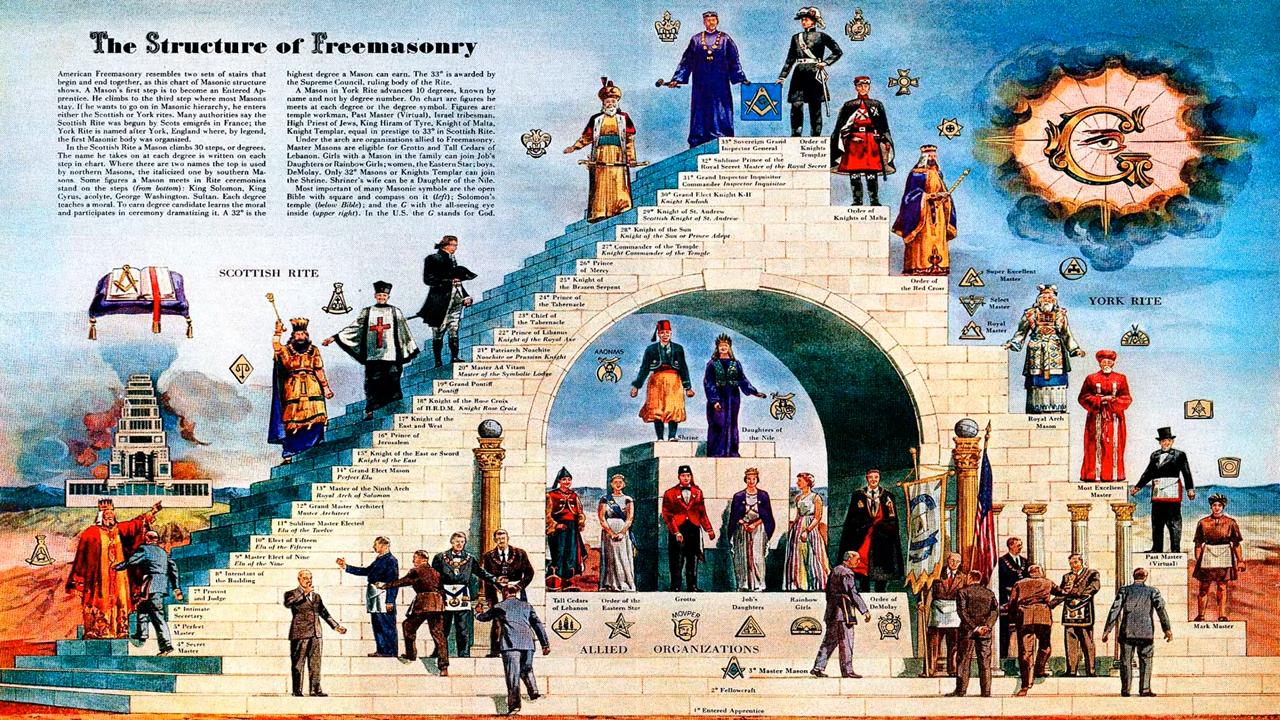 The Structure of Freemasonry
American Freemasonry resembles two sets of stairs that
begin and end together, as this chart of Masonic structure
shows. A Mason's first step is to become an Entered Ap-
prentice. He climbs to the third step where most Masons
stay. If he wants to go on in Masonic hierarchy, he enters
either the Scottish or York rites. Many authorities say the
Scottish Rite was begun by Scots emigrés in France; the
York Rite is named after York, England where, by legend,
the first Masonic body was organized.
In the Scottish Rite a Mason climbs 30 steps, or degrees.
The name he takes on at each degree is written on each
step in chart. Where there are two names the top is used
by northern Masons, the italicized one by southern Ma-
sons. Some figures a Mason meets in Rite ceremonies
stand on the steps (from bottom): King Solomon, King
Cyrus, acolyte, George Washington, Sultan. Each degree
teaches a moral. To earn degree candidate learns the moral
and participates in ceremony dramatizing it. A 32° is the
highest degree a Mason can earn. The 33° is awarded by
the Supreme Council, ruling body of the Rite.
A Mason in York Rite advances 10 degrees, known by
name and not by degree number. On chart are figures he
meets at each degree or the degree symbol. Figures are:
temple workman, Past Master (Virtual), Israel tribesman,
High Priest of Jews, King Hiram of Tyre, Knight of Malta,
Knight Templar, equal in prestige to 33° in Scottish Rite.
Under the arch are organizations allied to Freemasonry.
Master Masons are eligible for Grotto and Tall Cedars of
Lebanon. Girls with a Mason in the family can join Job's
Daughters or Rainbow Girls; women, the Eastern Star; boys,
DeMolay. Only 32° Masons or Knights Templar can join
the Shrine. Shriner's wife can be a Daughter of the Nile.
Most important of many Masonic symbols are the open
Bible with square and compass on it (left); Solomon's
temple (below Bible); and the G with the all-seeing eye
inside (upper right). In the U.S. the G stands for God.
G
33° Sovereign Grand
Inspector General
Order of
Knights
Templar
32° Sublime Prince of the
Royal Secret Master of the Royal Secret
31° Grand Inspector Inquisitor
Commander Inspector Inquisitor
30° Grand Elect Knight K-H
Knight Kadosh
29° Knight of St. Andrew
Scottish Knight of St. Andrew
Order of
Knights of Malta
28° Knight of the Sun
Knight of the Sun or Prince Adept
27° Commander of the Temple
Knight Commander of the Temple
26° Prince
of Mercy
25° Knight of
the Brazen Serpent
Order of
the Red Cross
24° Prince of
the Tabernacle
23° Chief of
the Tabernacle
22° Prince of Libanus
Knight of the Royal Axe
21° Patriarch Noachite
Noachite or Prussian Knight
20° Master Ad Vitam
Master of the Symbolic Lodge
19° Grand Pontiff
Pontiff
18° Knight of the Rose Croix
of H.R.D.M. Knight Rose Croix
17° Knight of the
East and West
16° Prince of
Jerusalem
15° Knight of the East or Sword
Knight of the East
14° Grand Elect Mason
Perfect Elu
13° Master of the Ninth Arch
Royal Arch of Solomon
12° Grand Master Architect
Master Architect
11° Sublime Master Elected
Elu of the Twelve
10° Elect of Fifteen
Elu of the Fifteen
9° Master Elect of Nine
Elu of the Nine
8° Intendant of
the Building
7° Provost
and Judge
6° Intimate
Secretary
5° Perfect
Master
4° Secret
Master
SCOTTISH RITE
YORK RITE
Super Excellent
Master
Select
Master
Royal
Master
Royal Arch
Mason
Most Excellent
Master
Past Master
(Virtual)
Mark Master
AAONMS
Shrine
Daughters of
the Nile
Tall Cedars
of Lebanon
Order of the
Eastern Star
Grotto
Job's
Daughters
Rainbow
Girls
Order of
DeMolay
MOVPER
ALLIED ORGANIZATIONS
3° Master Mason
2° Fellowcraft
1° Entered Apprentice